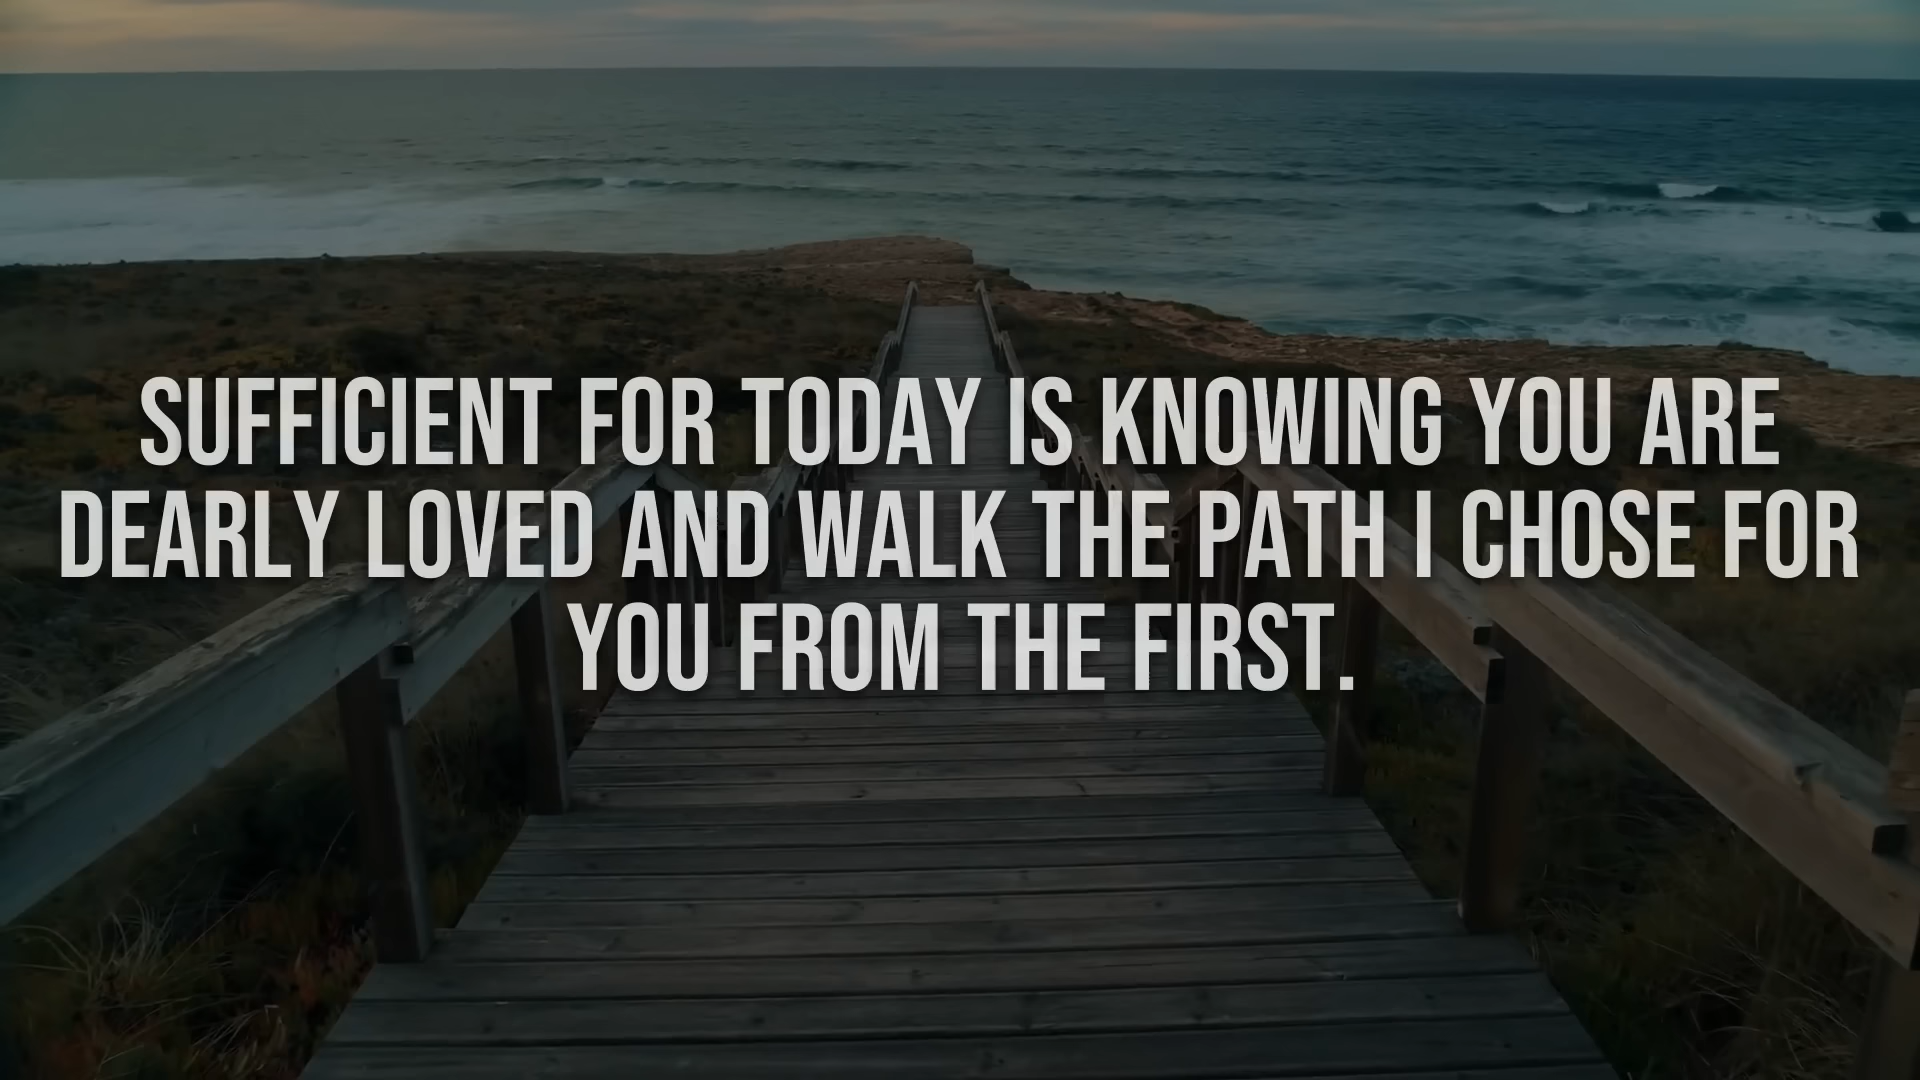 SUFFICIENT FOR TODAY IS KNOWING YOU ARE
DEARLY LOVED AND WALK THE PATH I CHOSE FOR
YOU FROM THE FIRST.